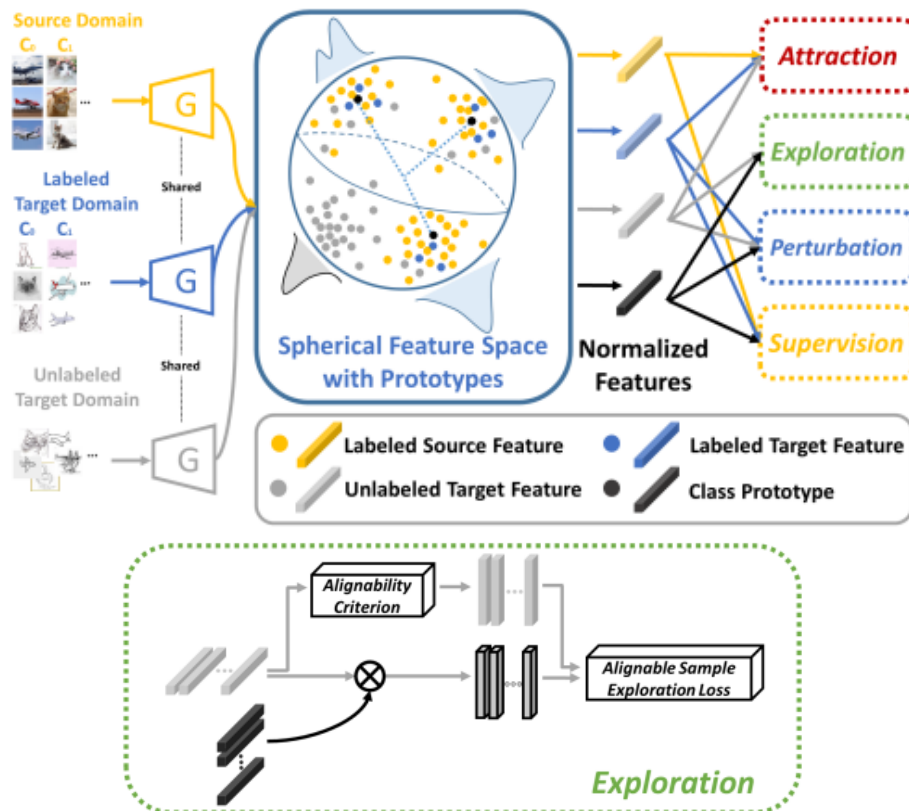 Source Domain
C₀ C₁
...
G
Shared
Labeled
Target Domain
C₀ C₁
...
G
Shared
Unlabeled
Target Domain
...
G
Spherical Feature Space
with Prototypes
Normalized
Features
Attraction
Exploration
Perturbation
Supervision
Labeled Source Feature
Labeled Target Feature
Unlabeled Target Feature
Class Prototype
Alignability
Criterion
Alignable Sample
Exploration Loss
Exploration